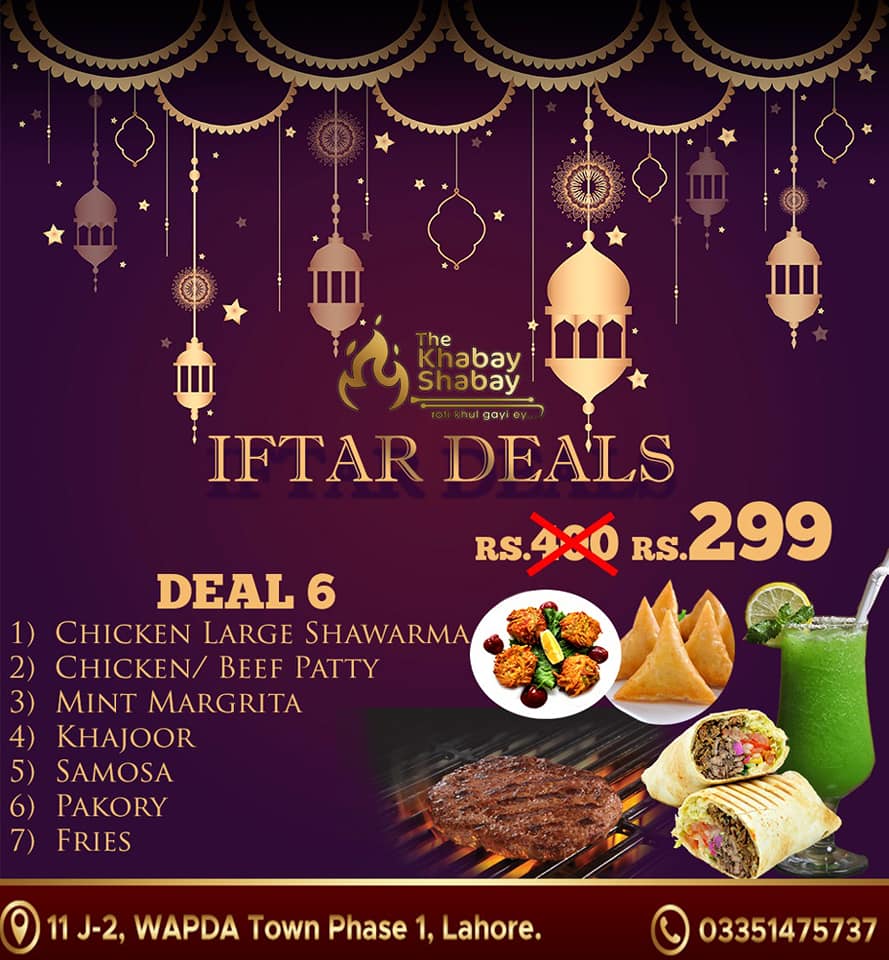 The
Khabay
Shabay
roti khul gayi ey....
IFTAR DEALS
RS.400 RS.299
DEAL 6
1) CHICKEN LARGE SHAWARMA
2) CHICKEN/ BEEF PATTY
3) MINT MARGRITA
4) KHAJOOR
5) SAMOSA
6) PAKORY
7) FRIES
11 J-2, WAPDA Town Phase 1, Lahore.
03351475737